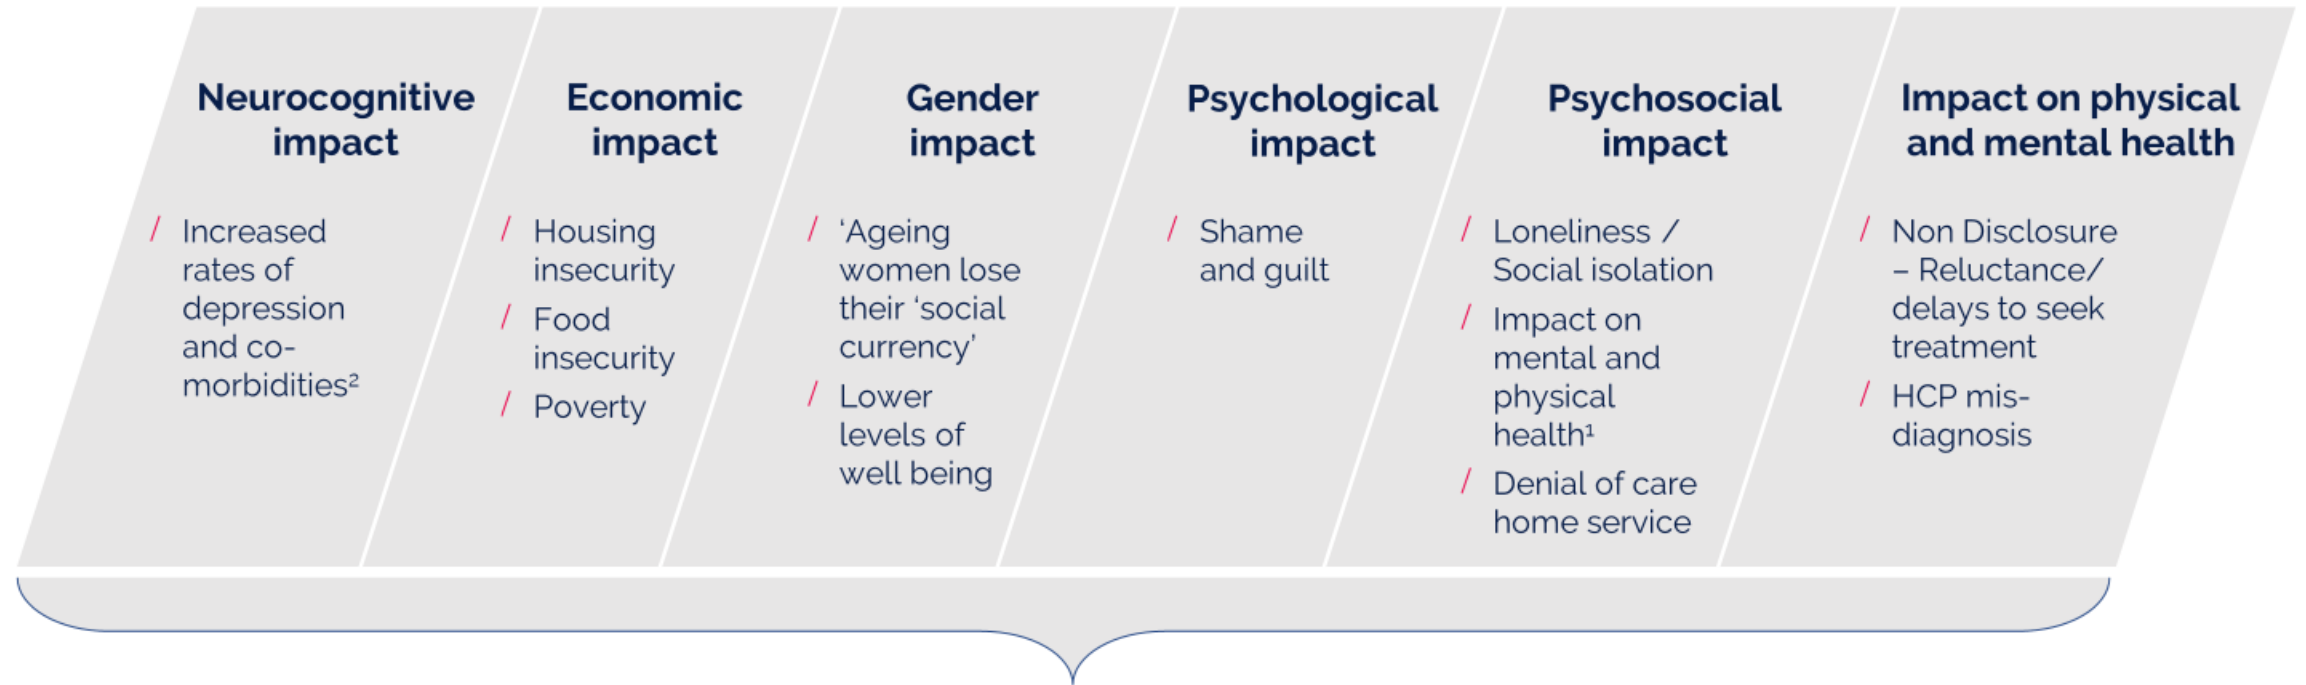 Neurocognitive
impact
/ Increased
rates of
depression
and co-
morbidities²
Economic
impact
/ Housing
insecurity
/ Food
insecurity
/ Poverty
Gender
impact
/ ‘Ageing
women lose
their ‘social
currency’
/ Lower
levels of
well being
Psychological
impact
/ Shame
and guilt
Psychosocial
impact
/ Loneliness /
Social isolation
/ Impact on
mental and
physical
health¹
/ Denial of care
home service
Impact on physical
and mental health
/ Non Disclosure
– Reluctance/
delays to seek
treatment
/ HCP mis-
diagnosis